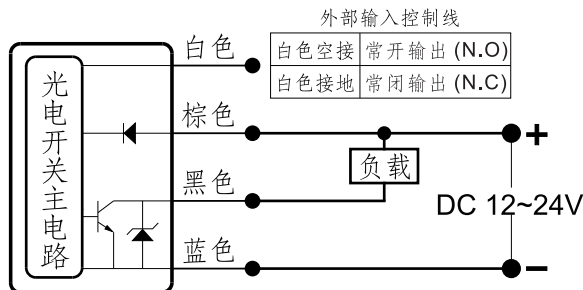 外部输入控制线
白色
白色空接 常开输出 (N.O)
白色接地 常闭输出 (N.C)
光电开关主电路
棕色
+
负载
黑色
DC 12~24V
蓝色
−